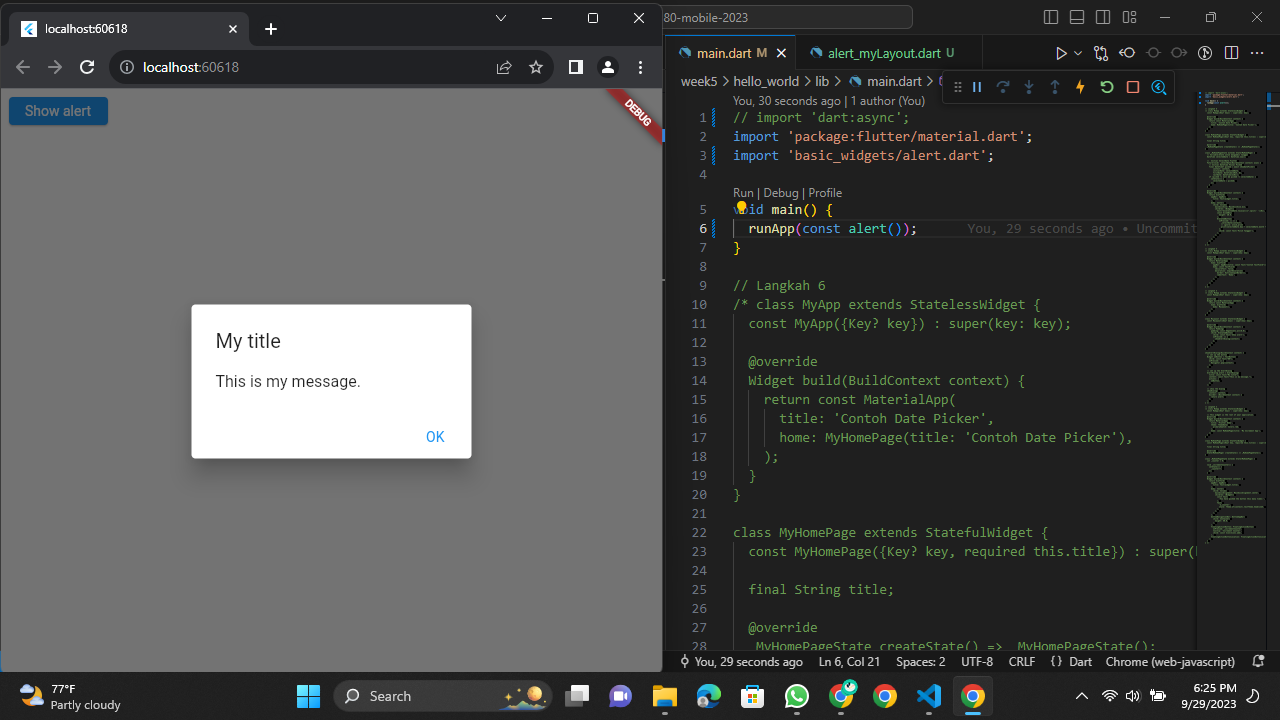 localhost:60618
localhost:60618
Show alert
DEBUG
My title
This is my message.
OK
80-mobile-2023
main.dart M
alert_myLayout.dart U
week5 > hello_world > lib > main.dart >
You, 30 seconds ago | 1 author (You)
1 // import 'dart:async';
2 import 'package:flutter/material.dart';
3 import 'basic_widgets/alert.dart';
4
Run | Debug | Profile
5 void main() {
6 runApp(const alert()); You, 29 seconds ago • Uncommit
7 }
8
9 // Langkah 6
10 /* class MyApp extends StatelessWidget {
11 const MyApp({Key? key}) : super(key: key);
12
13 @override
14 Widget build(BuildContext context) {
15 return const MaterialApp(
16 title: 'Contoh Date Picker',
17 home: MyHomePage(title: 'Contoh Date Picker'),
18 );
19 }
20 }
21
22 class MyHomePage extends StatefulWidget {
23 const MyHomePage({Key? key, required this.title}) : super(
24
25 final String title;
26
27 @override
28 _MyHomePageState createState() => _MyHomePageState();
You, 29 seconds ago Ln 6, Col 21 Spaces: 2 UTF-8 CRLF {} Dart Chrome (web-javascript)
77°F
Partly cloudy
Search
6:25 PM
9/29/2023